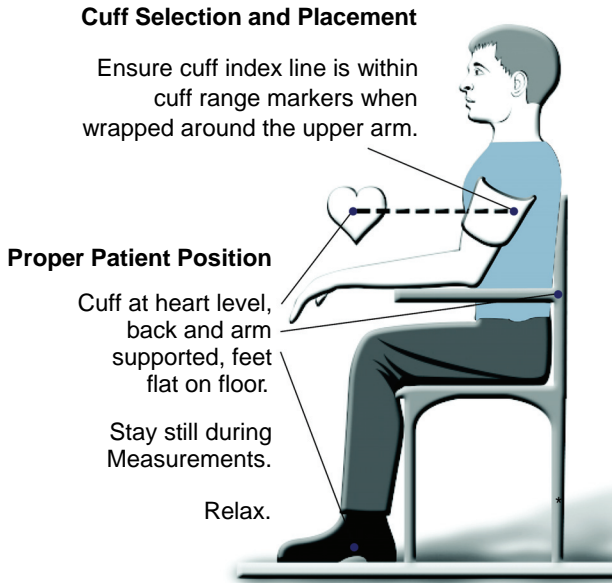 Cuff Selection and Placement
Ensure cuff index line is within
cuff range markers when
wrapped around the upper arm.
Proper Patient Position
Cuff at heart level,
back and arm
supported, feet
flat on floor.
Stay still during
Measurements.
Relax.
*